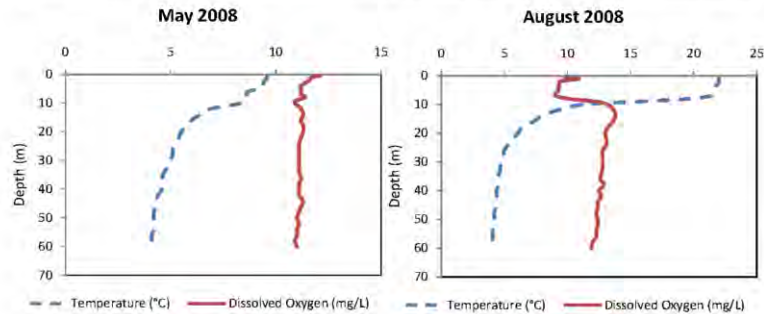 May 2008
0 5 10 15
0
10
20
30
40
50
60
70
Depth (m)
Temperature (°C) Dissolved Oxygen (mg/L)
August 2008
0 5 10 15 20 25
0
10
20
30
40
50
60
70
Depth (m)
Temperature (°C) Dissolved Oxygen (mg/L)